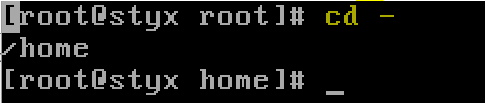 [root@styx root]# cd -
/home
[root@styx home]# _